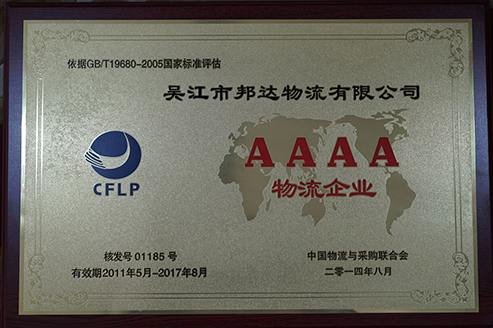 依据GB/T19680-2005国家标准评估
吴江市邦达物流有限公司
AAAA
CFLP
物流企业
核发号 01185 号
有效期2011年5月-2017年8月
中国物流与采购联合会
二零一四年八月